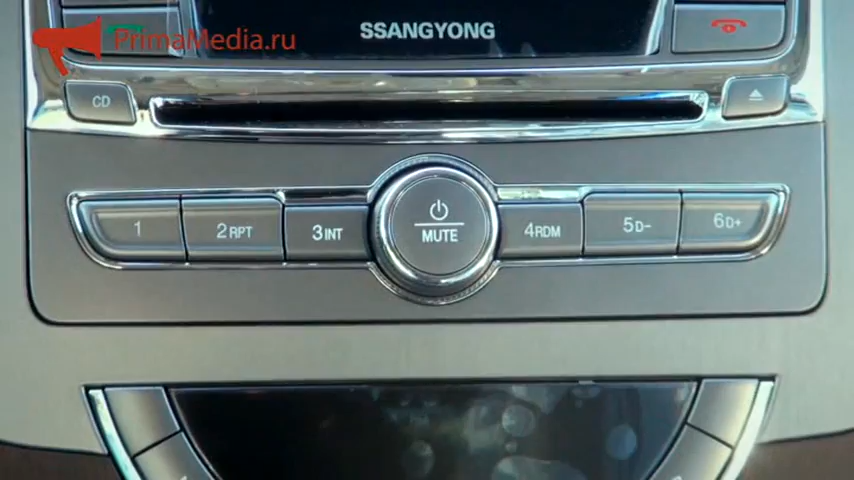 PrimaMedia.ru
SSANGYONG
CD
1
2RPT
3INT
MUTE
4RDM
5D-
6D+